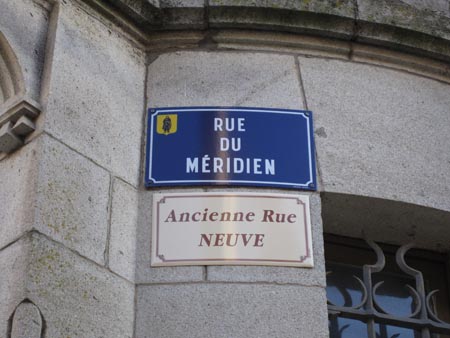 RUE
DU
MÉRIDIEN
Ancienne Rue
NEUVE